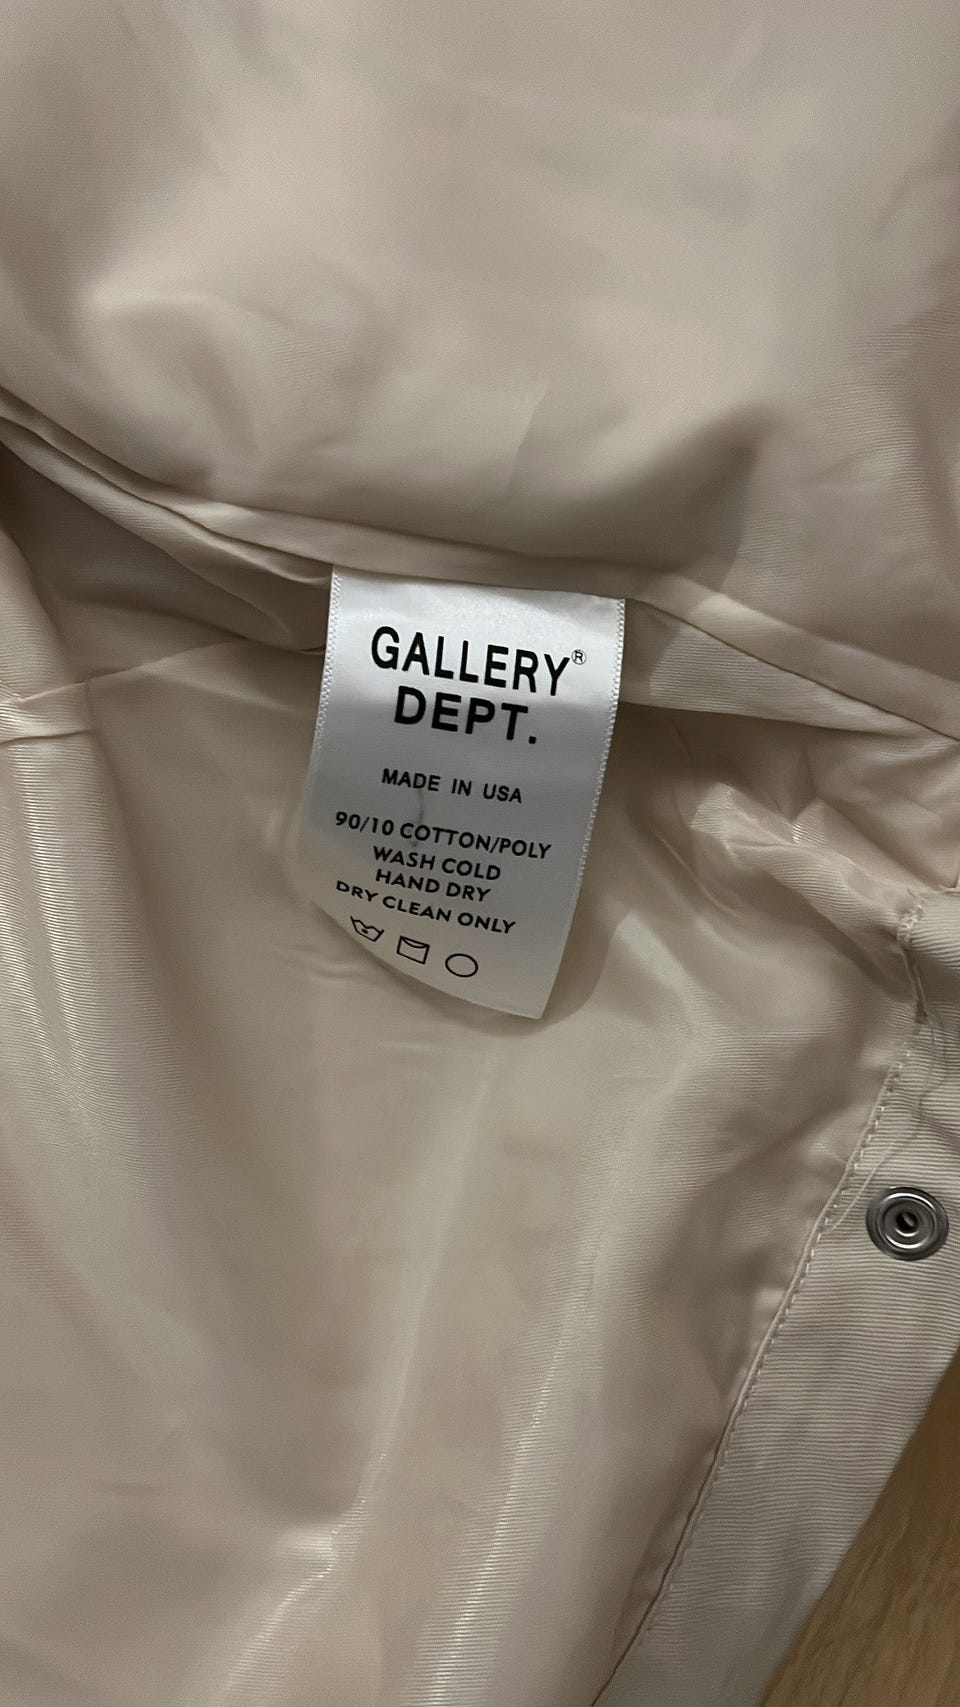 GALLERY®
DEPT.
MADE IN USA
90/10 COTTON/POLY
WASH COLD
HAND DRY
DRY CLEAN ONLY